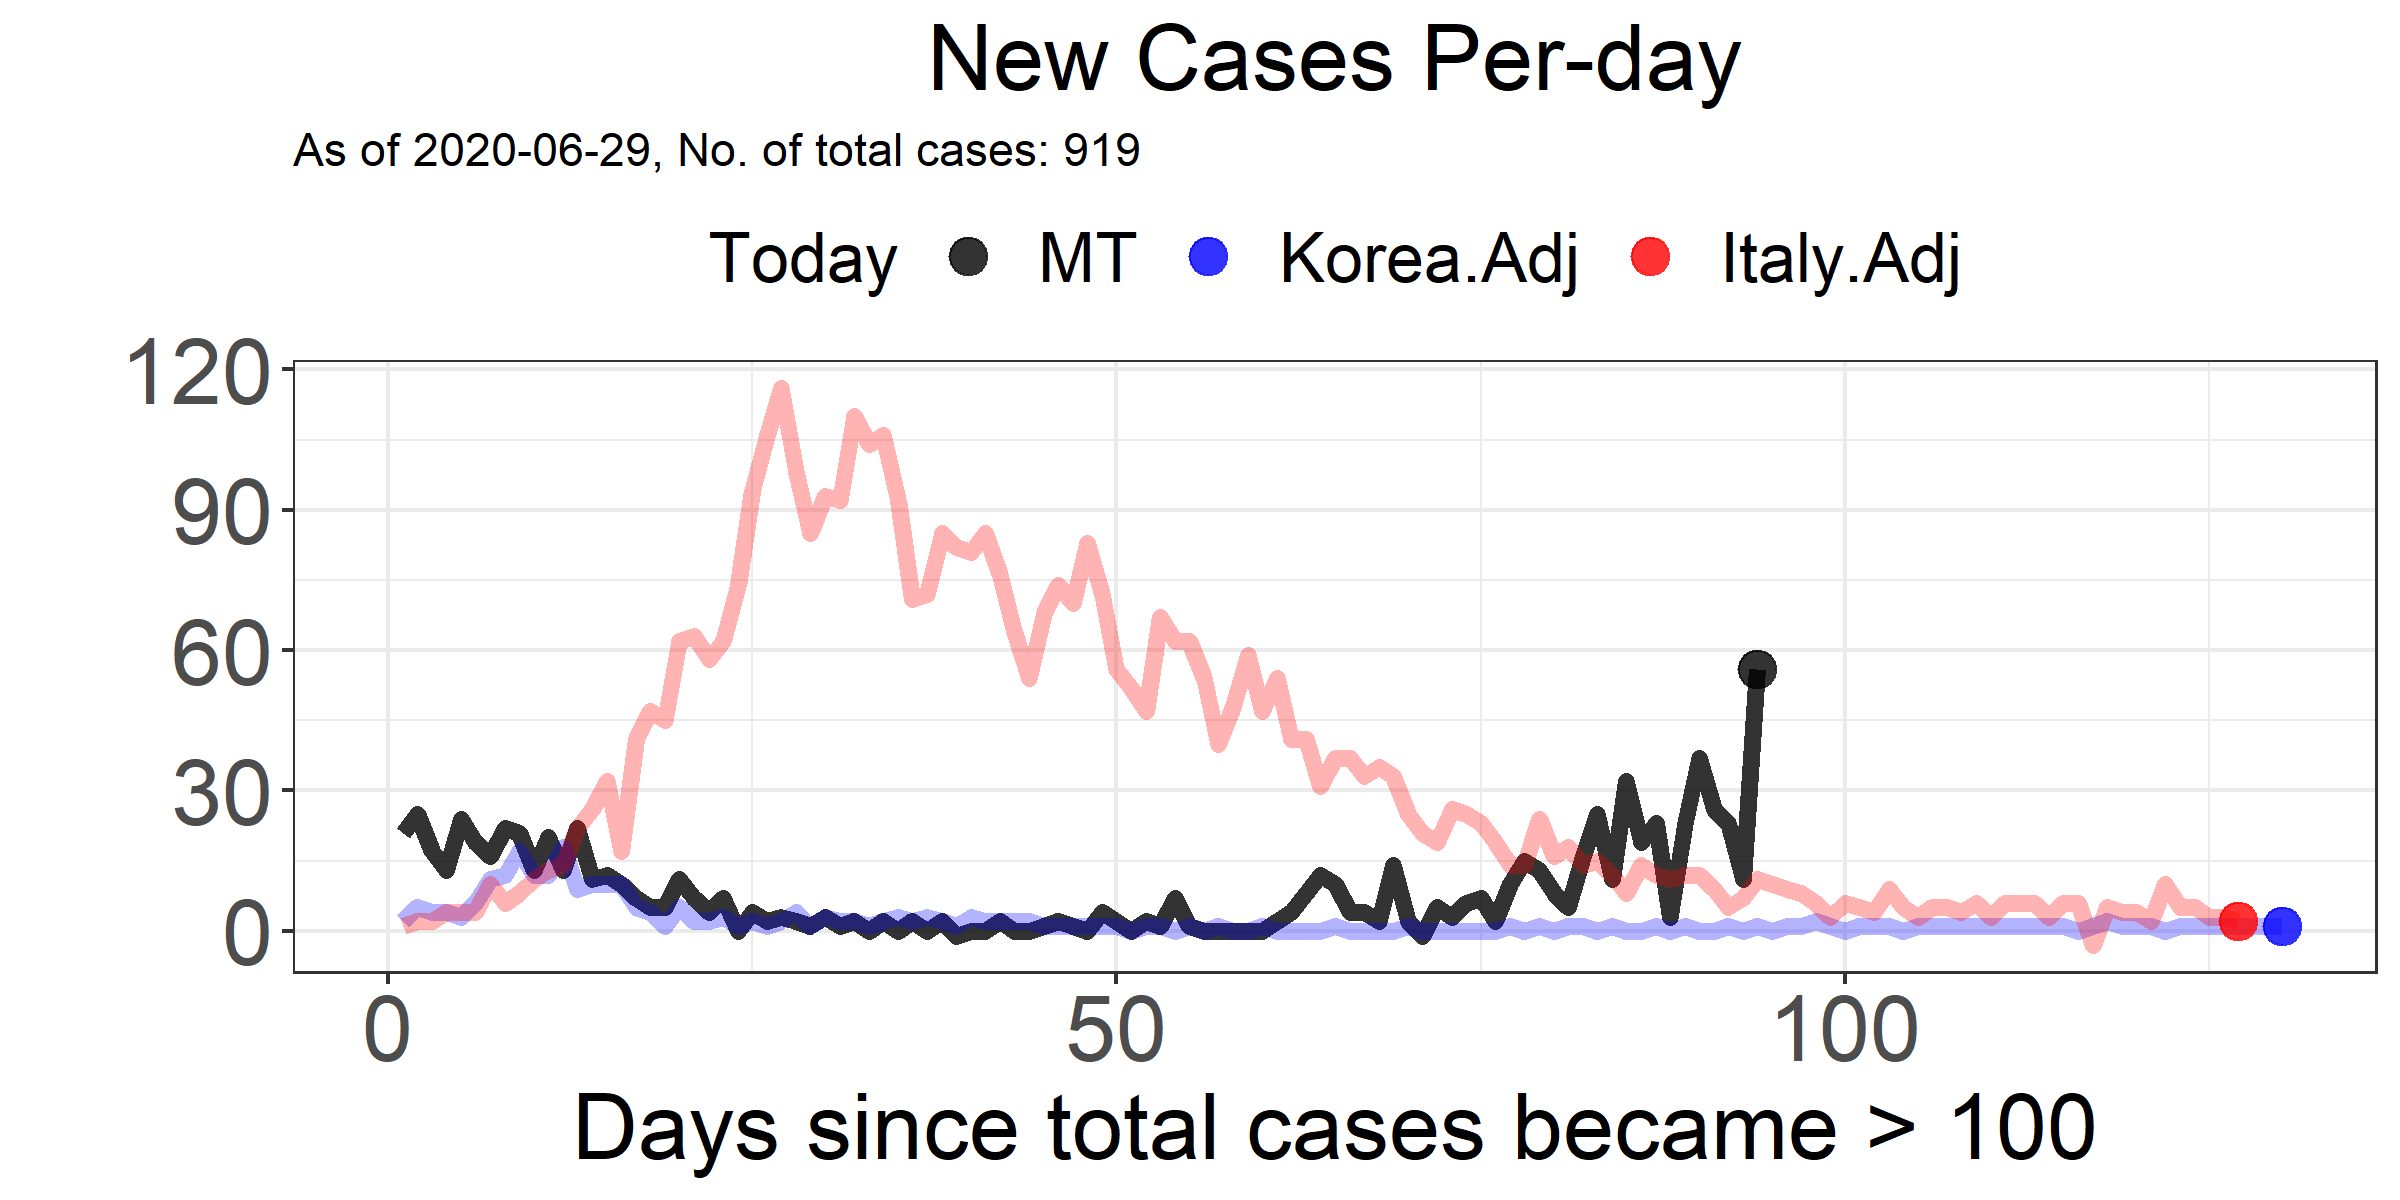 New Cases Per-day
As of 2020-06-29, No. of total cases: 919
Today MT Korea.Adj Italy.Adj
120
90
60
30
0
0 50 100
Days since total cases became > 100